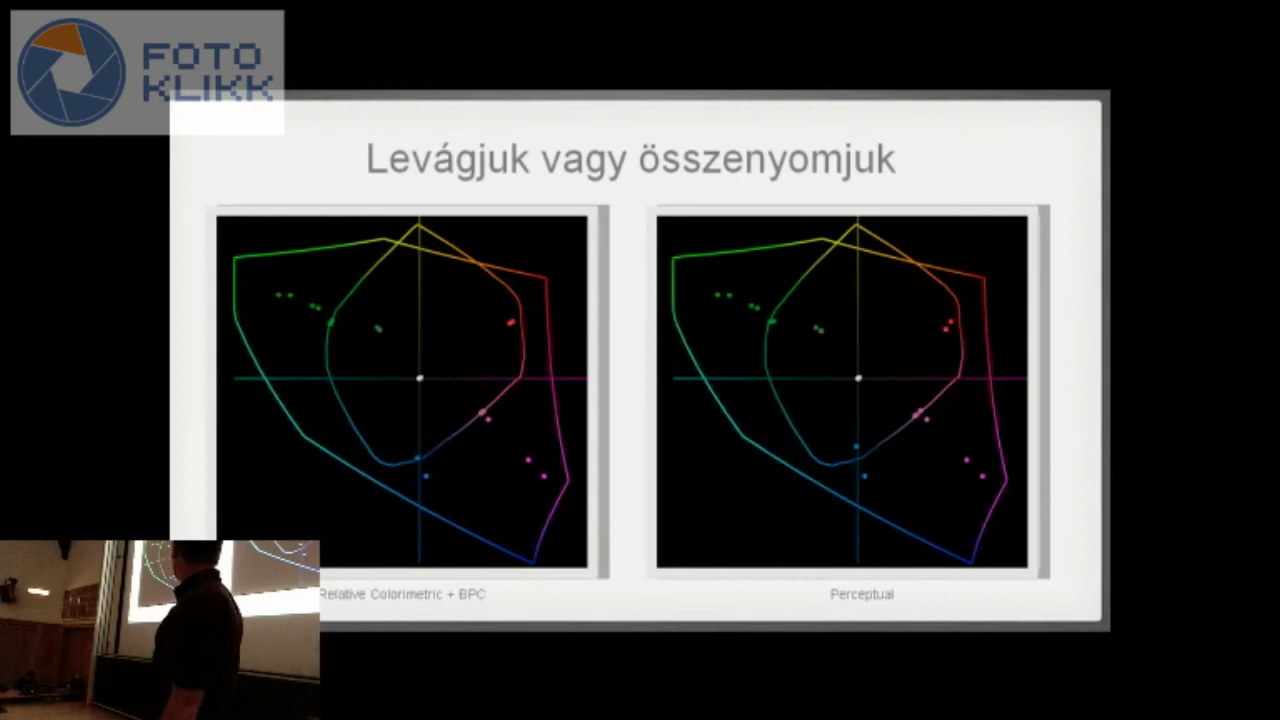 FOTO
KLIKK
Levágjuk vagy összenyomjuk
Relative Colorimetric + BPC
Perceptual